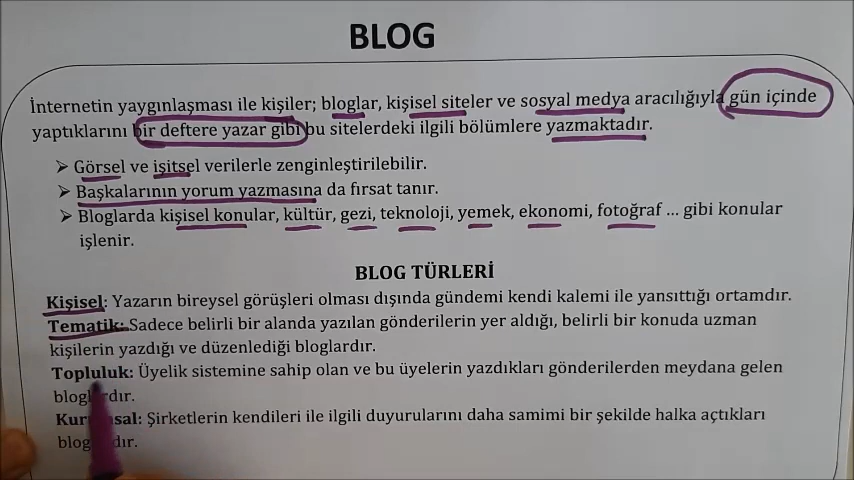 BLOG
İnternetin yaygınlaşması ile kişiler; bloglar, kişisel siteler ve sosyal medya aracılığıyla gün içinde
yaptıklarını bir deftere yazar gibi bu sitelerdeki ilgili bölümlere yazmaktadır.
➢ Görsel ve işitsel verilerle zenginleştirilebilir.
➢ Başkalarının yorum yazmasına da fırsat tanır.
➢ Bloglarda kişisel konular, kültür, gezi, teknoloji, yemek, ekonomi, fotoğraf ... gibi konular
işlenir.
BLOG TÜRLERİ
Kişisel: Yazarın bireysel görüşleri olması dışında gündemi kendi kalemi ile yansıttığı ortamdır.
Tematik: Sadece belirli bir alanda yazılan gönderilerin yer aldığı, belirli bir konuda uzman
kişilerin yazdığı ve düzenlediği bloglardır.
Topluluk: Üyelik sistemine sahip olan ve bu üyelerin yazdıkları gönderilerden meydana gelen
bloglardır.
Kurumsal: Şirketlerin kendileri ile ilgili duyurularını daha samimi bir şekilde halka açtıkları
bloglardır.